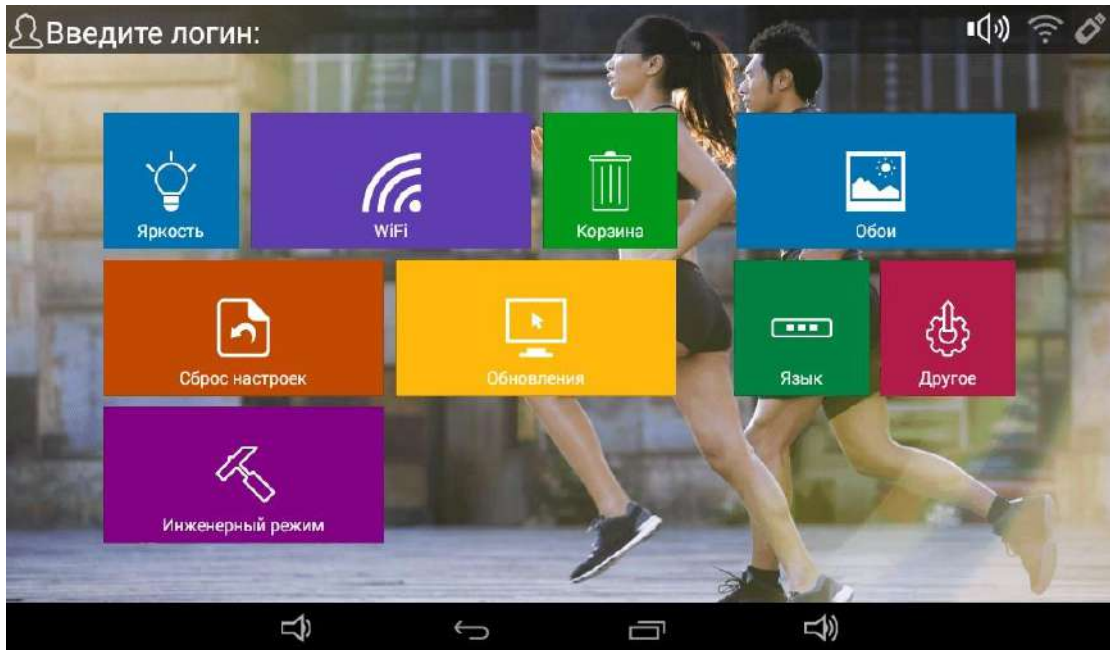 Введите логин:
Яркость
WiFi
Корзина
Обои
Сброс настроек
Обновления
Язык
Другое
Инженерный режим